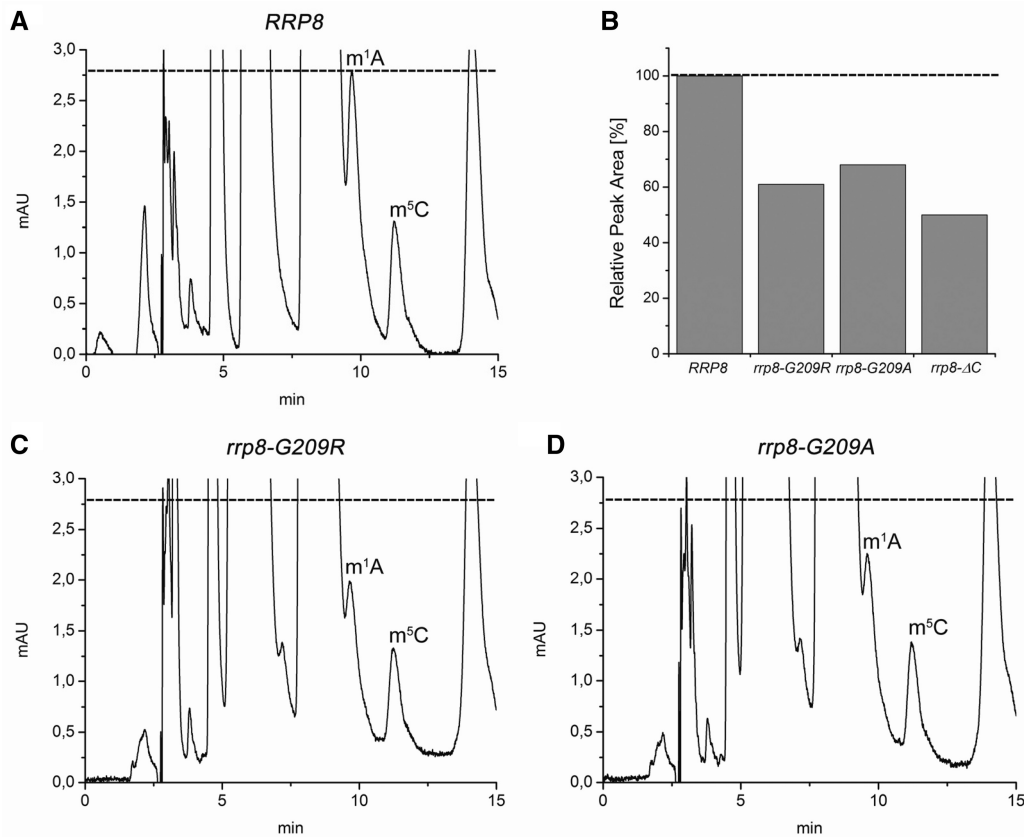 A
RRP8
3,0
2,5
2,0
1,5
1,0
0,5
0,0
mAU
m¹A
m⁵C
0
5
10
15
min
B
100
80
60
40
20
0
Relative Peak Area [%]
RRP8
rrp8-G209R
rrp8-G209A
rrp8-ΔC
C
rrp8-G209R
3,0
2,5
2,0
1,5
1,0
0,5
0,0
mAU
m¹A
m⁵C
0
5
10
15
min
D
rrp8-G209A
3,0
2,5
2,0
1,5
1,0
0,5
0,0
mAU
m¹A
m⁵C
0
5
10
15
min